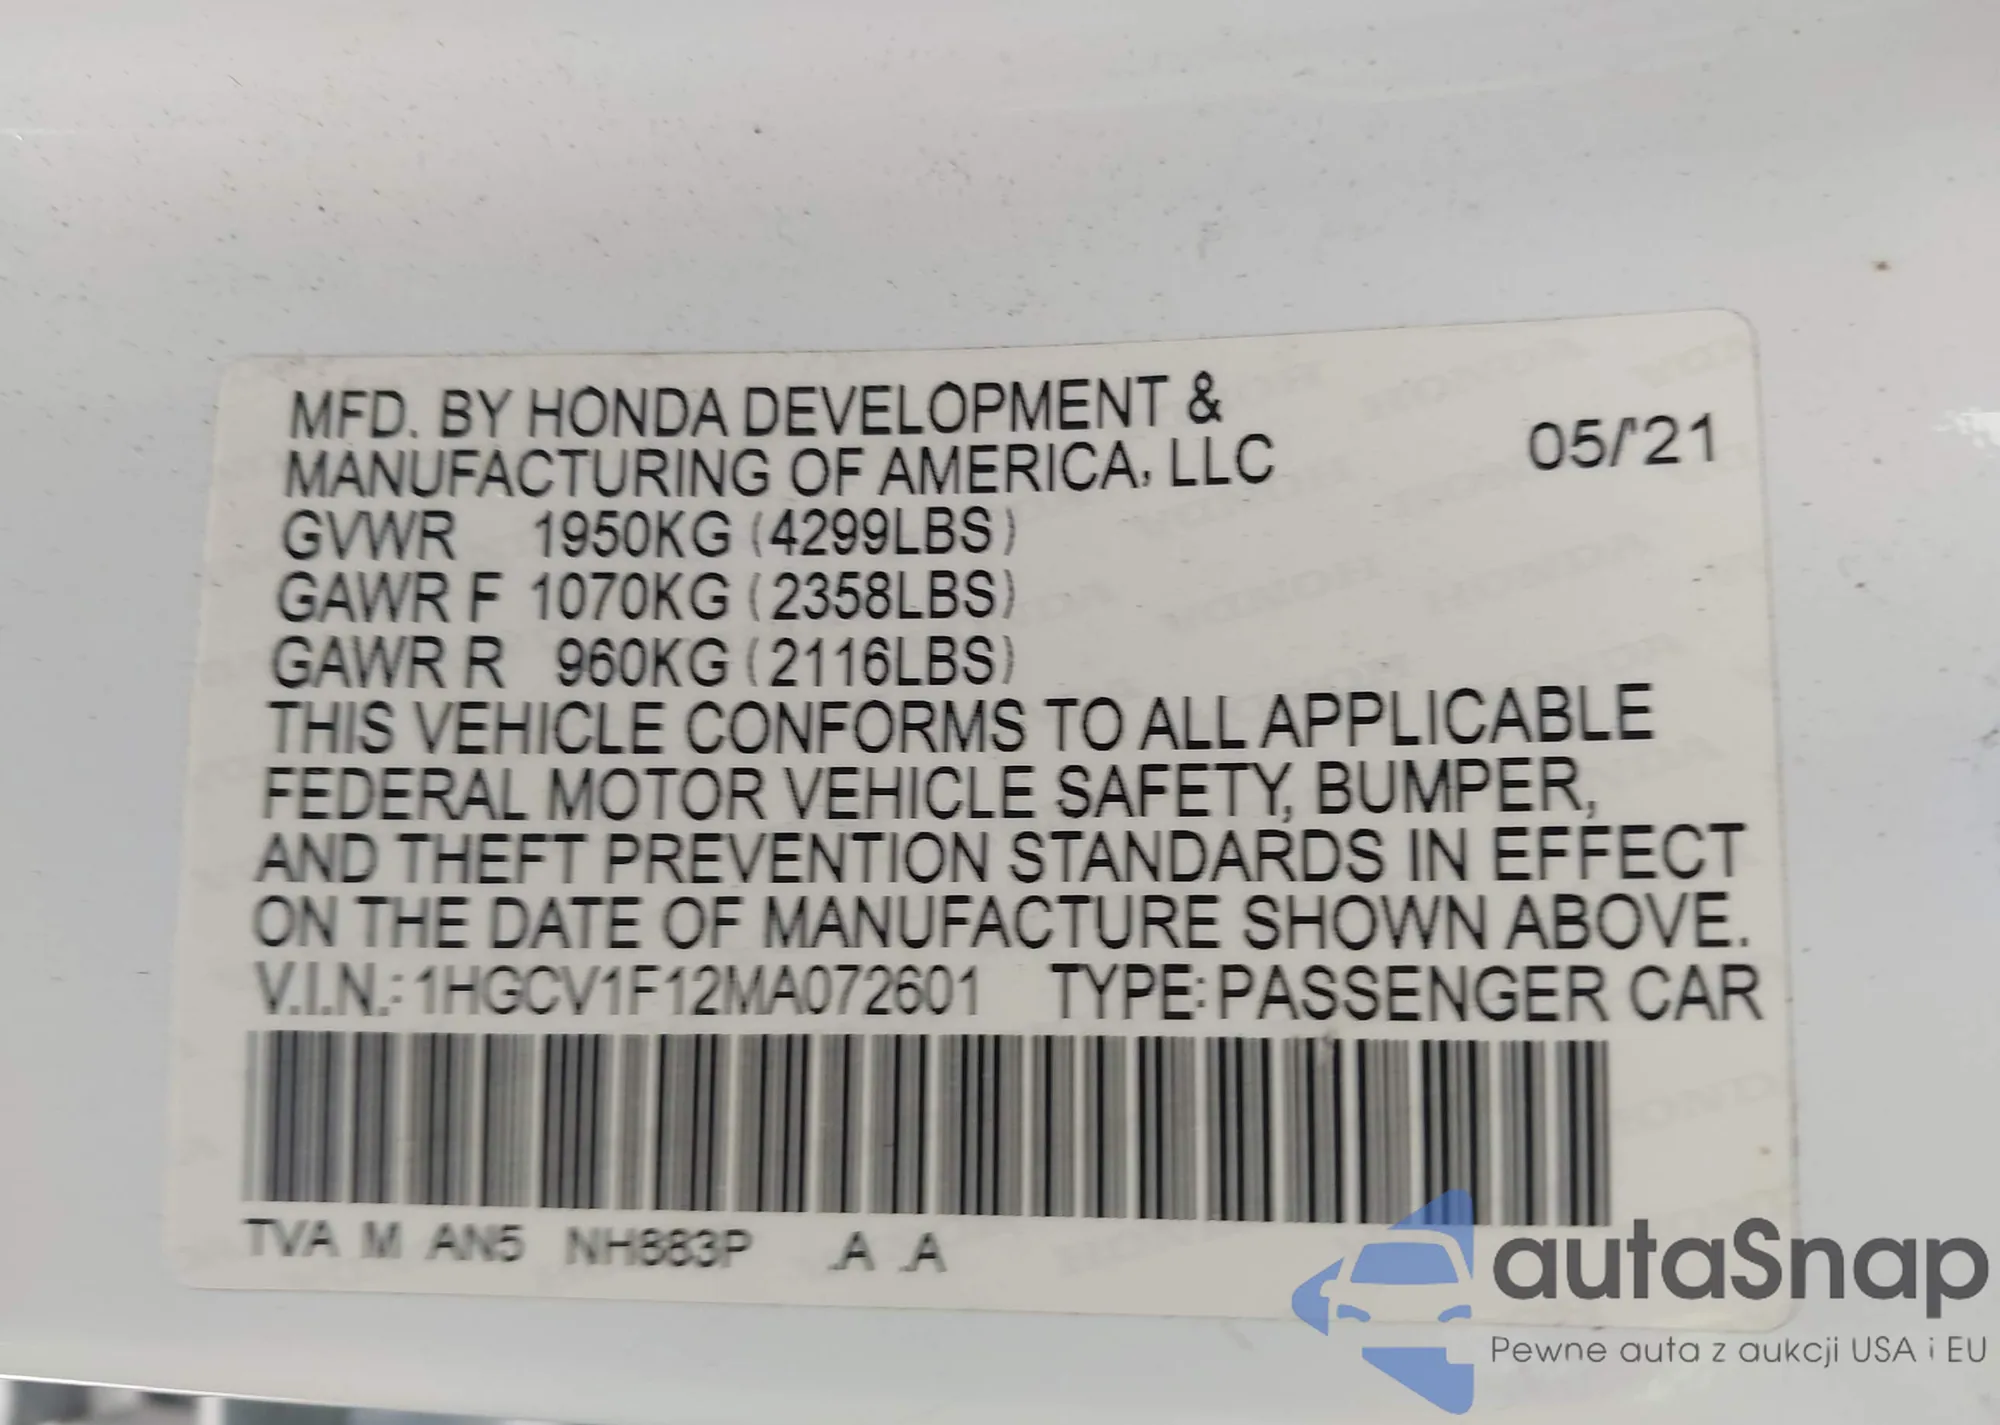 MFD. BY HONDA DEVELOPMENT &
MANUFACTURING OF AMERICA, LLC
05/'21
GVWR 1950KG (4299LBS)
GAWR F 1070KG (2358LBS)
GAWR R 960KG (2116LBS)
THIS VEHICLE CONFORMS TO ALL APPLICABLE
FEDERAL MOTOR VEHICLE SAFETY, BUMPER,
AND THEFT PREVENTION STANDARDS IN EFFECT
ON THE DATE OF MANUFACTURE SHOWN ABOVE.
V.I.N.: 1HGCV1F12MA072601 TYPE: PASSENGER CAR
TVA M AN5 NH883P .A .A
autaSnap
Pewne auta z aukcji USA i EU